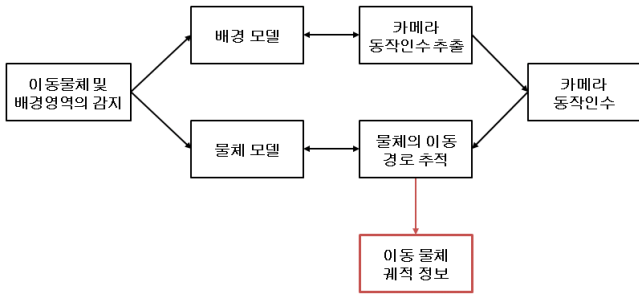 이동물체 및
배경영역의 감지
배경 모델
카메라
동작인수 추출
카메라
동작인수
물체 모델
물체의 이동
경로 추적
이동 물체
궤적 정보